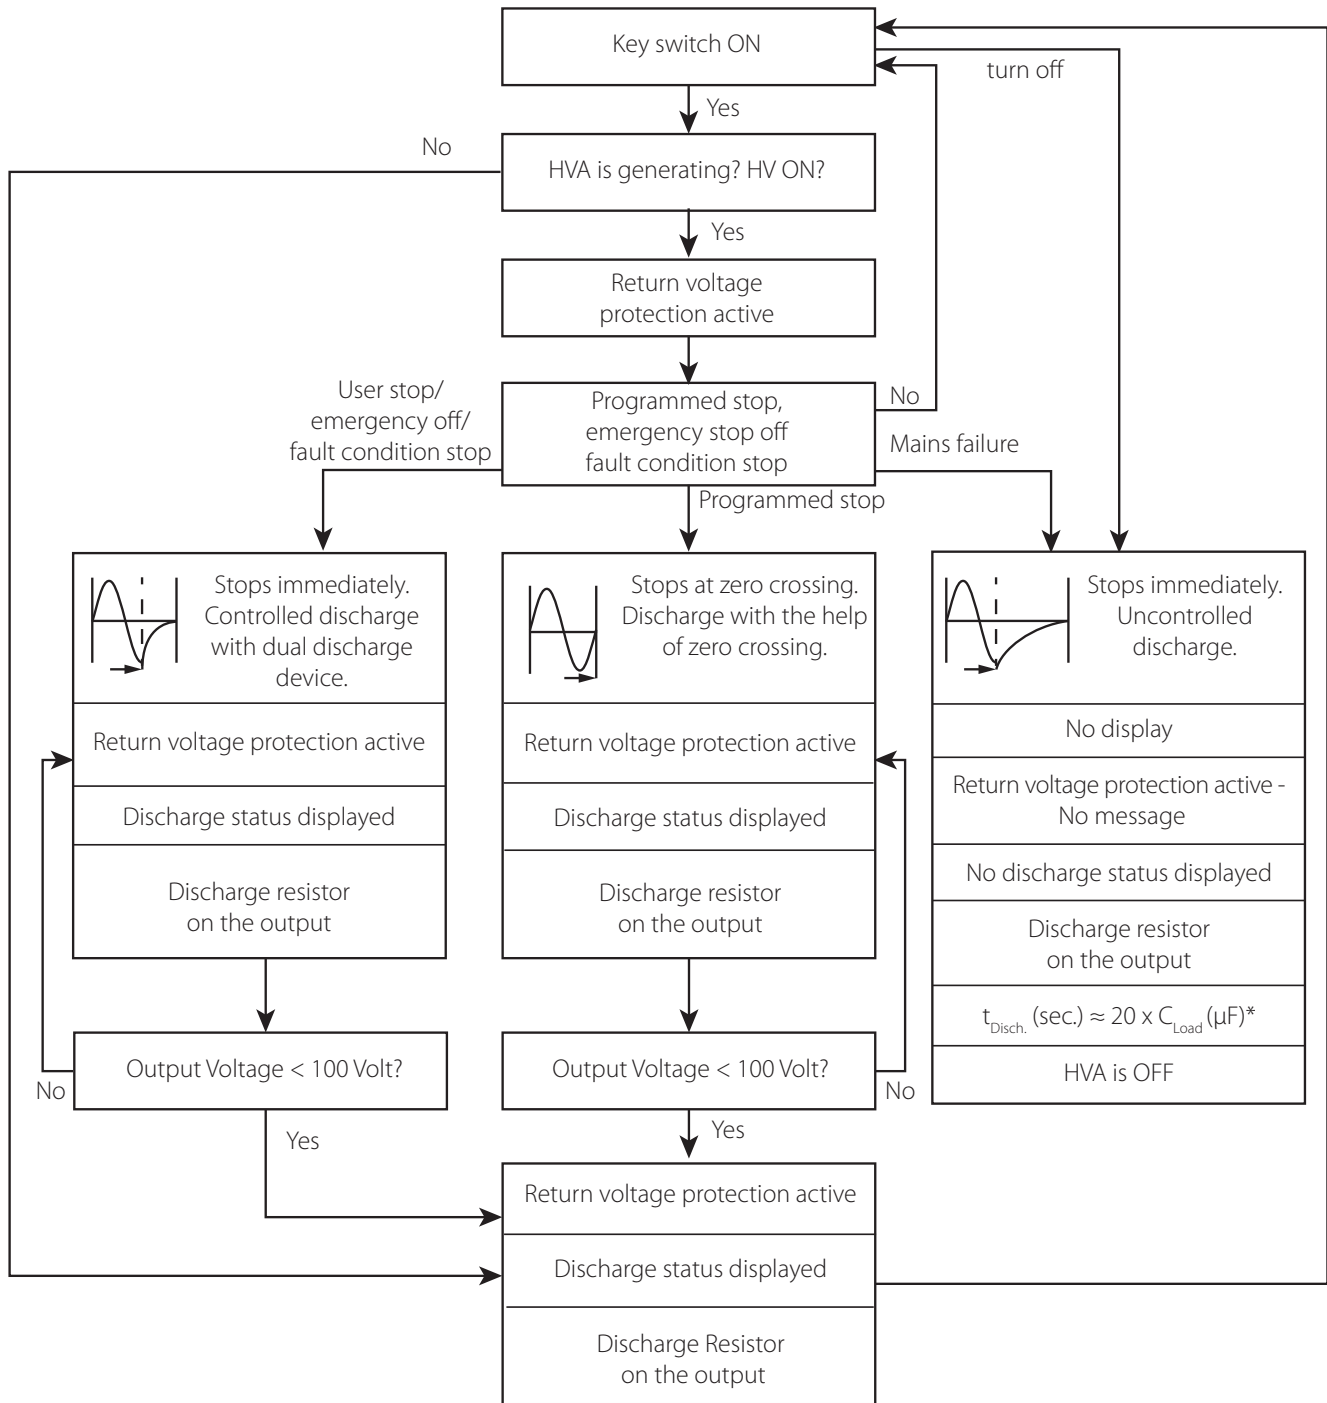 Key switch ON
turn off
Yes
No
HVA is generating? HV ON?
Yes
Return voltage
protection active
User stop/
emergency off/
fault condition stop
Programmed stop,
emergency stop off
fault condition stop
No
Mains failure
Programmed stop
Stops immediately.
Controlled discharge
with dual discharge
device.
Return voltage protection active
Discharge status displayed
Discharge resistor
on the output
Output Voltage < 100 Volt?
No
Yes
Stops at zero crossing.
Discharge with the help
of zero crossing.
Return voltage protection active
Discharge status displayed
Discharge resistor
on the output
Output Voltage < 100 Volt?
No
Yes
Stops immediately.
Uncontrolled
discharge.
No display
Return voltage protection active -
No message
No discharge status displayed
Discharge resistor
on the output
t Disch. (sec.) ≈ 20 x C Load (µF)*
HVA is OFF
Return voltage protection active
Discharge status displayed
Discharge Resistor
on the output